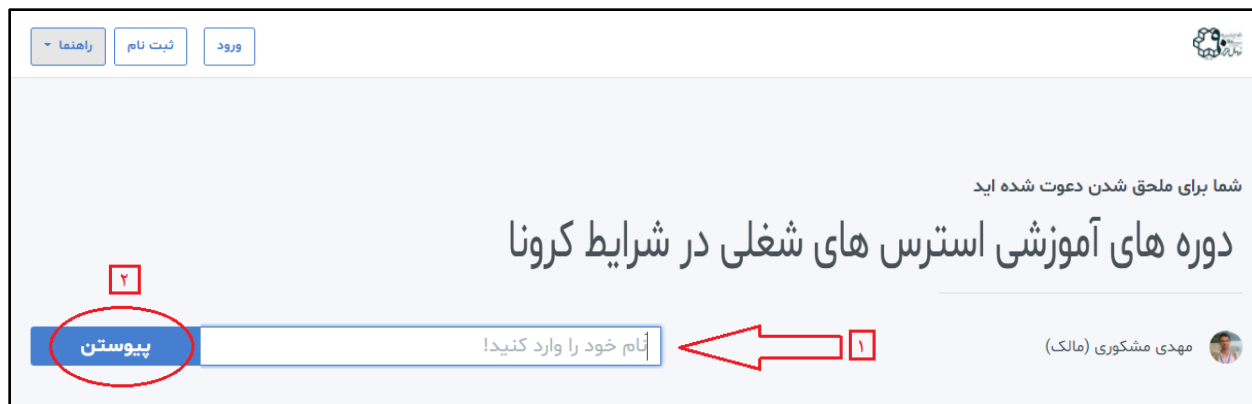 ورود
ثبت نام
راهنما
شما برای ملحق شدن دعوت شده اید
دوره های آموزشی استرس های شغلی در شرایط کرونا
۲
مهدی مشکوری (مالک)
۱
نام خود را وارد کنید!
پیوستن